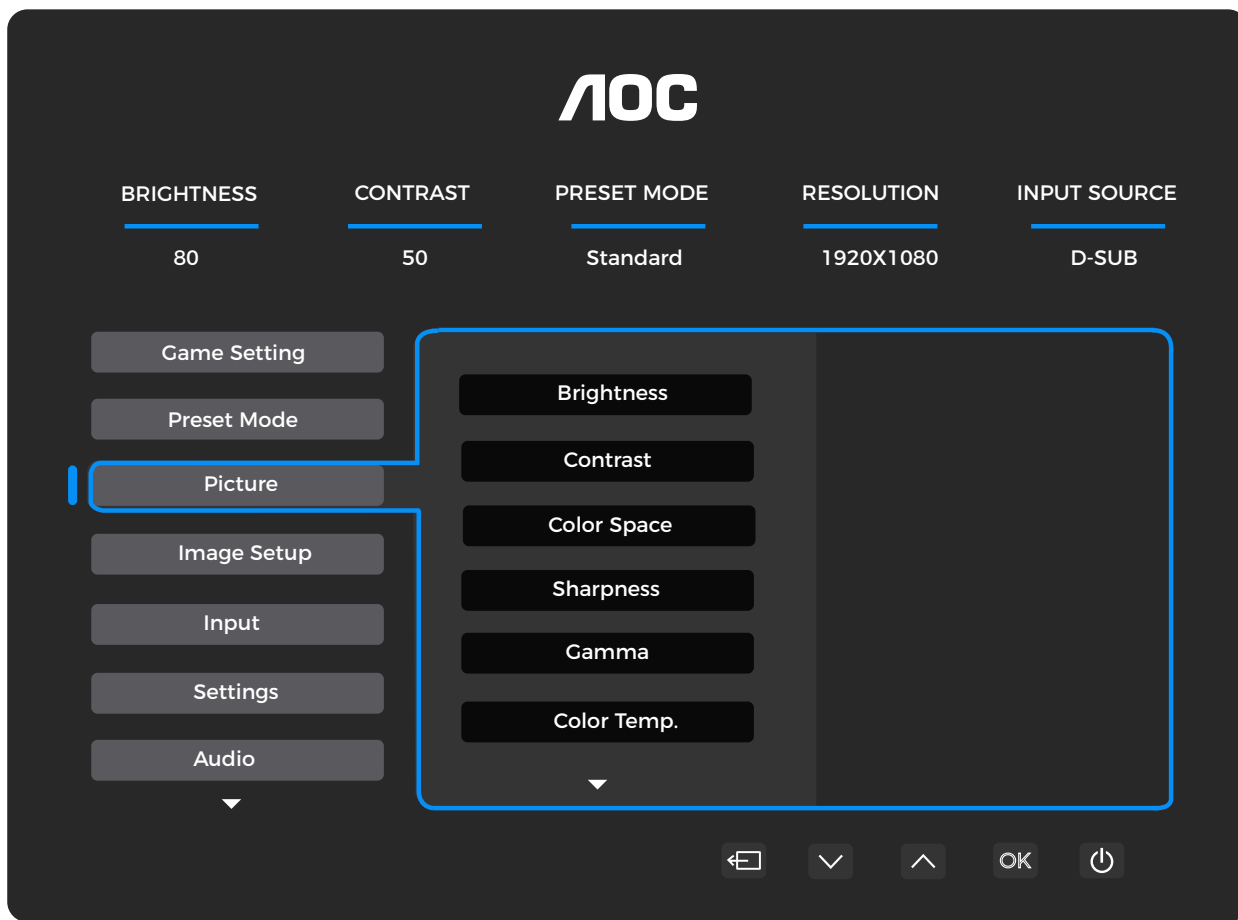 AOC
BRIGHTNESS CONTRAST PRESET MODE RESOLUTION INPUT SOURCE
80 50 Standard 1920X1080 D-SUB
Game Setting
Preset Mode
Picture
Image Setup
Input
Settings
Audio
Brightness
Contrast
Color Space
Sharpness
Gamma
Color Temp.
OK